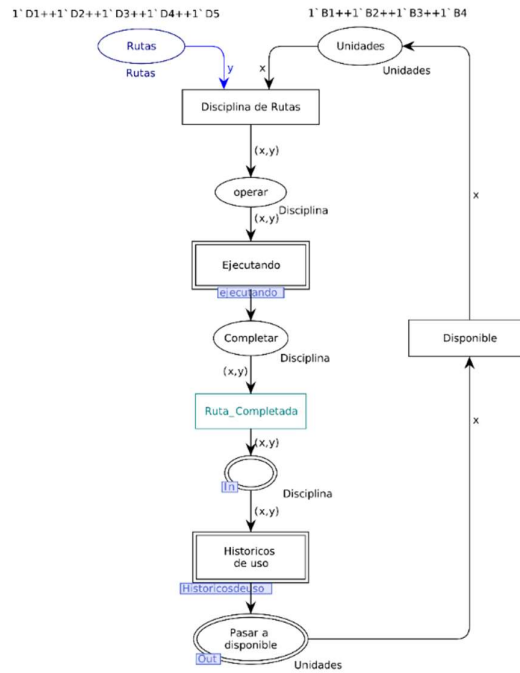 1`D1++1`D2++1`D3++1`D4++1`D5
1`B1++1`B2++1`B3++1`B4
Rutas
Rutas
Unidades
Unidades
y
x
Disciplina de Rutas
(x,y)
operar
Disciplina
(x,y)
x
Ejecutando
ejecutando
Completar
Disciplina
Disponible
(x,y)
Ruta_Completada
x
(x,y)
In
Disciplina
(x,y)
Historicos
de uso
Historicosdeuso
Pasar a
disponible
Out
Unidades